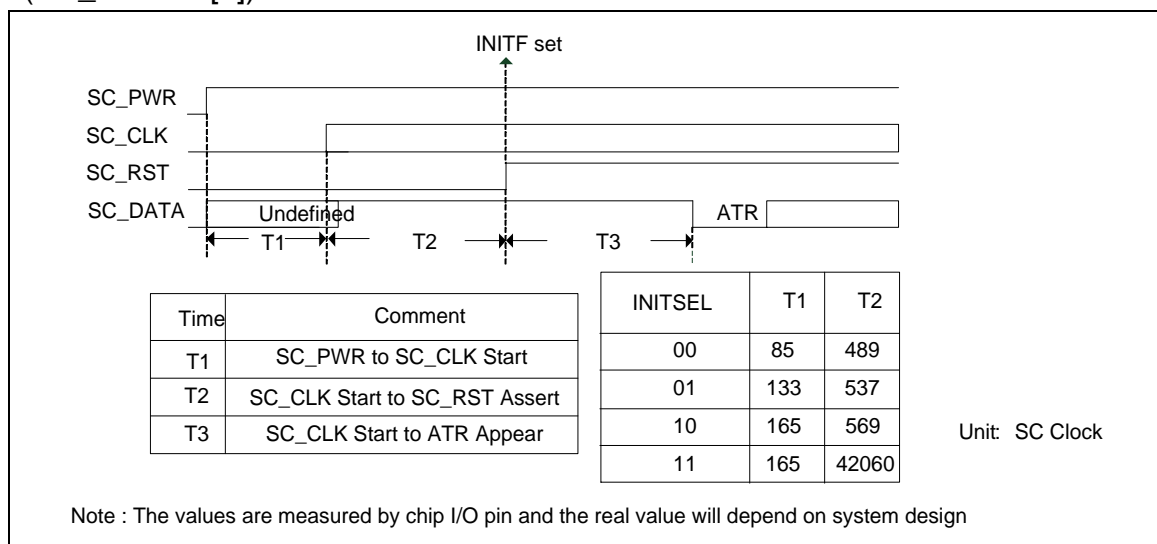 INITF set
SC_PWR
SC_CLK
SC_RST
SC_DATA Undefined ATR
T1 T2 T3
Time Comment
T1 SC_PWR to SC_CLK Start
T2 SC_CLK Start to SC_RST Assert
T3 SC_CLK Start to ATR Appear
INITSEL T1 T2
00 85 489
01 133 537
10 165 569
11 165 42060
Unit: SC Clock
Note : The values are measured by chip I/O pin and the real value will depend on system design